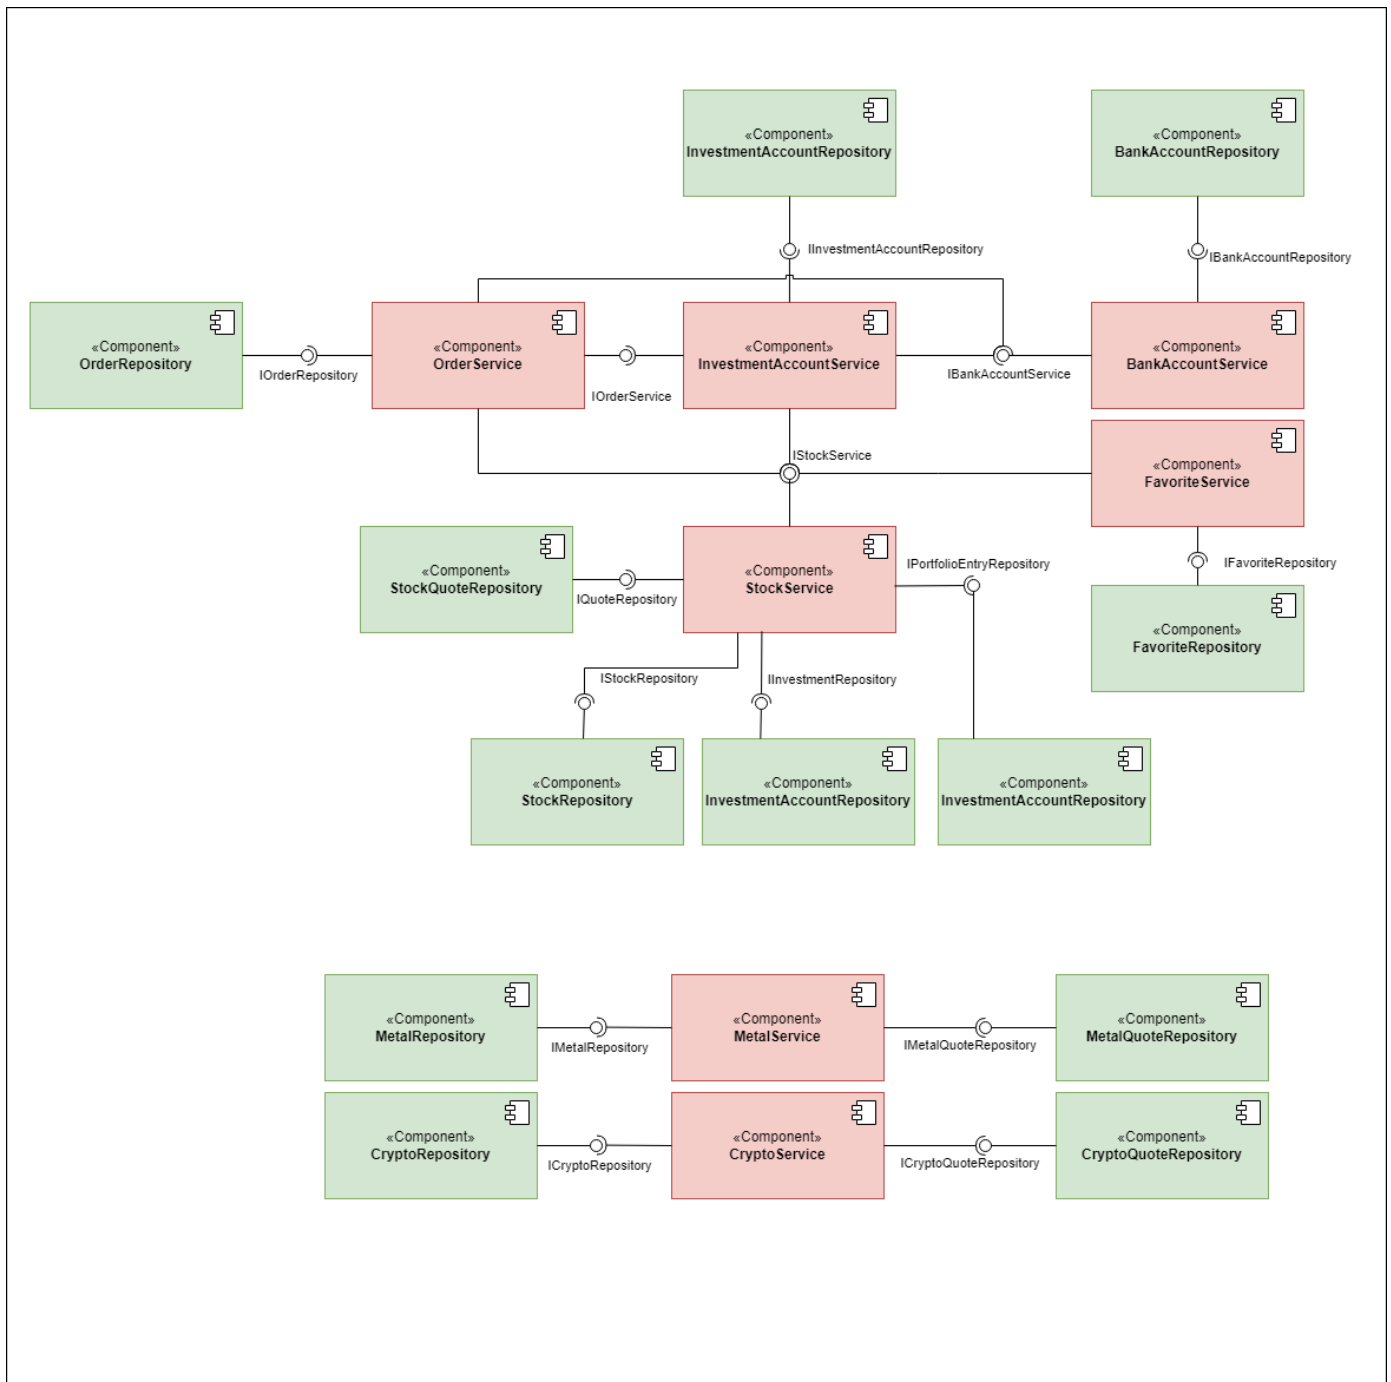 «Component»
InvestmentAccountRepository
«Component»
BankAccountRepository
IInvestmentAccountRepository
IBankAccountRepository
«Component»
OrderRepository
IOrderRepository
«Component»
OrderService
IOrderService
«Component»
InvestmentAccountService
IBankAccountService
«Component»
BankAccountService
IStockService
«Component»
FavoriteService
«Component»
StockQuoteRepository
IQuoteRepository
«Component»
StockService
IPortfolioEntryRepository
IFavoriteRepository
«Component»
FavoriteRepository
IStockRepository
IInvestmentRepository
«Component»
StockRepository
«Component»
InvestmentAccountRepository
«Component»
InvestmentAccountRepository
«Component»
MetalRepository
IMetalRepository
«Component»
MetalService
IMetalQuoteRepository
«Component»
MetalQuoteRepository
«Component»
CryptoRepository
ICryptoRepository
«Component»
CryptoService
ICryptoQuoteRepository
«Component»
CryptoQuoteRepository